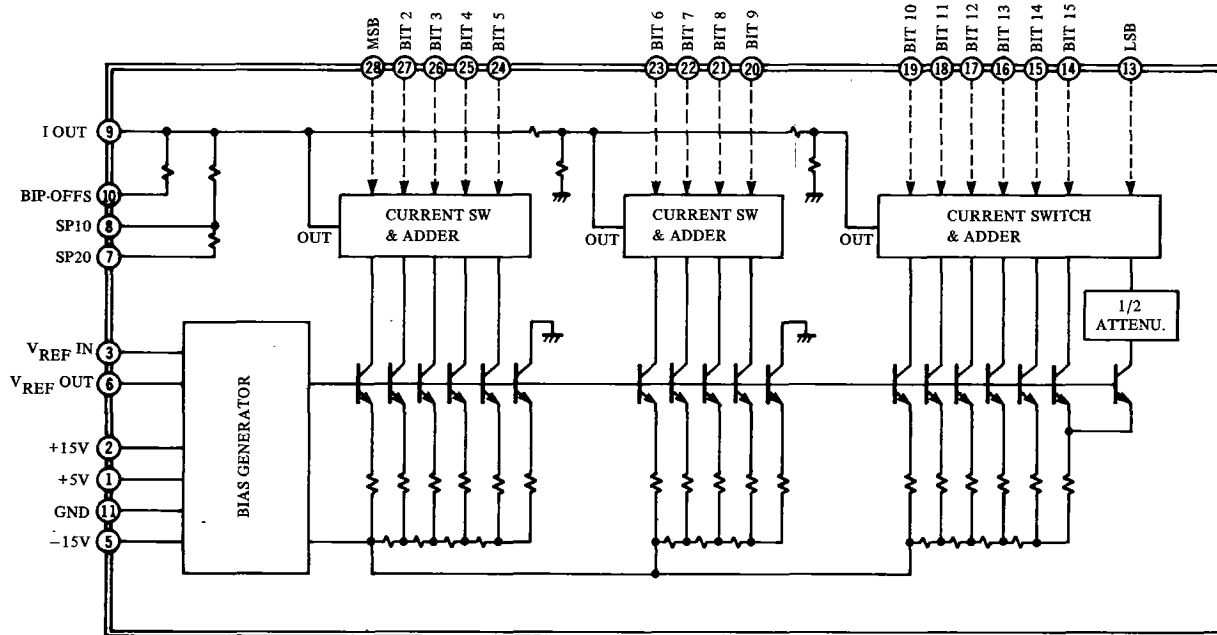 MSB
BIT 2
BIT 3
BIT 4
BIT 5
BIT 6
BIT 7
BIT 8
BIT 9
BIT 10
BIT 11
BIT 12
BIT 13
BIT 14
BIT 15
LSB
28
27
26
25
24
23
22
21
20
19
18
17
16
15
14
13
I OUT 9
BIP-OFFS 10
SP10 8
SP20 7
OUT
CURRENT SW
& ADDER
OUT
CURRENT SW
& ADDER
OUT
CURRENT SWITCH
& ADDER
1/2
ATTENU.
VREF IN 3
VREF OUT 6
+15V 2
+5V 1
GND 11
−15V 5
BIAS GENERATOR